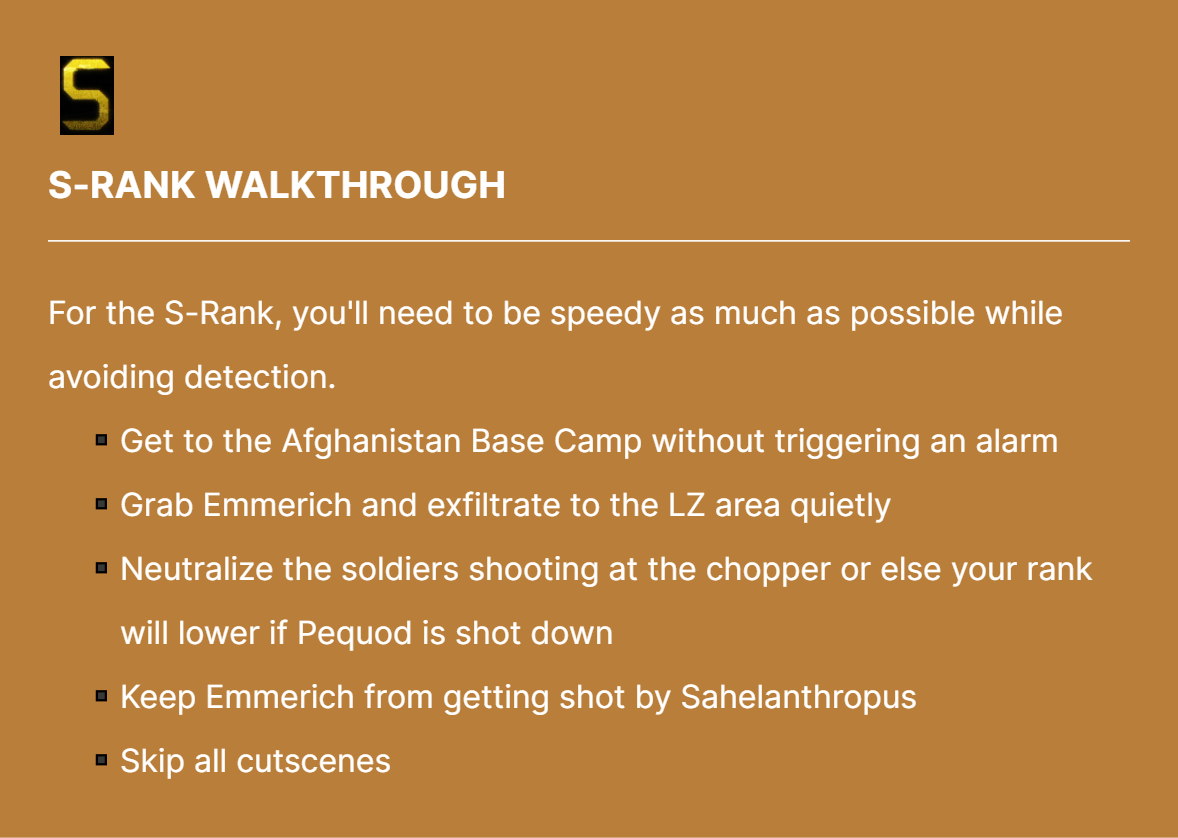 S
S-RANK WALKTHROUGH
For the S-Rank, you'll need to be speedy as much as possible while
avoiding detection.
Get to the Afghanistan Base Camp without triggering an alarm
Grab Emmerich and exfiltrate to the LZ area quietly
Neutralize the soldiers shooting at the chopper or else your rank
will lower if Pequod is shot down
Keep Emmerich from getting shot by Sahelanthropus
Skip all cutscenes